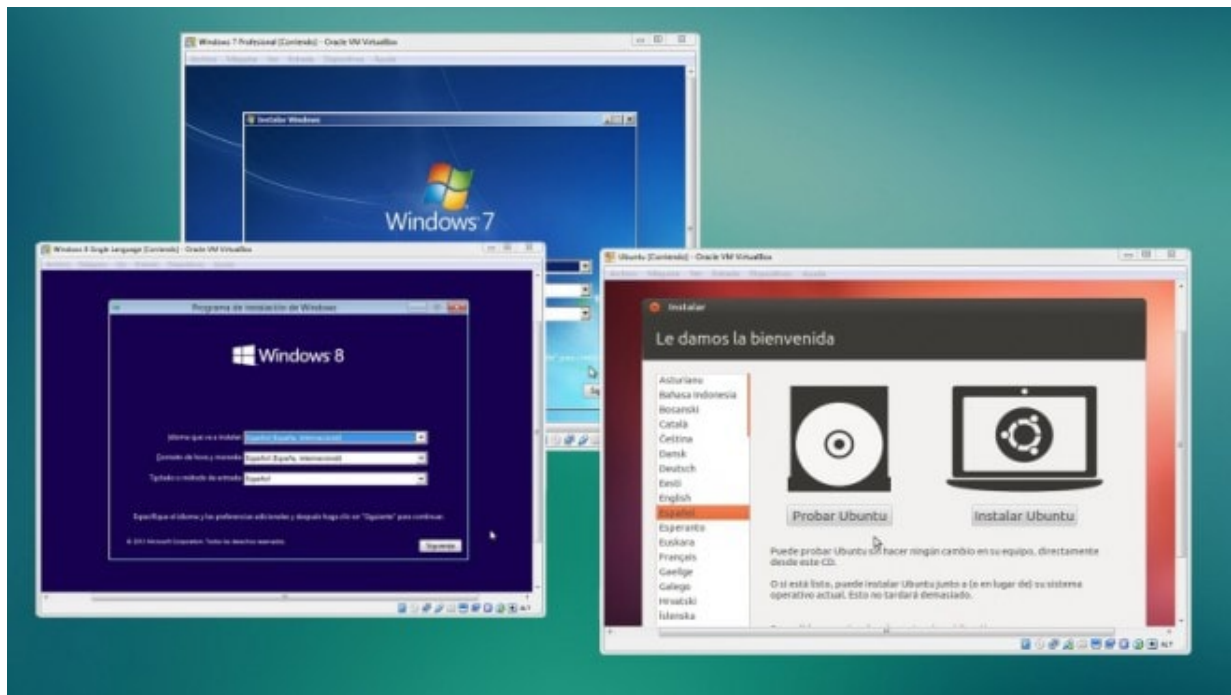 Windows 7 Profesional [Corriendo] - Oracle VM VirtualBox
Instalar Windows
Windows 7
Windows 8 Single Language [Corriendo] - Oracle VM VirtualBox
Programa de instalación de Windows
Windows 8
Idioma que va a instalar: Español (España, internacional)
Formato de hora y moneda: Español (España, internacional)
Teclado o método de entrada: Español
Especifique el idioma y las preferencias adicionales y después haga clic en "Siguiente" para continuar.
© 2012 Microsoft Corporation. Todos los derechos reservados.
Siguiente
ALT
Ubuntu [Corriendo] - Oracle VM VirtualBox
Instalar
Le damos la bienvenida
Asturianu
Bahasa Indonesia
Bosanski
Català
Čeština
Dansk
Deutsch
Eesti
English
Español
Esperanto
Euskara
Français
Gaeilge
Galego
Hrvatski
Íslenska
Probar Ubuntu
Instalar Ubuntu
Puede probar Ubuntu sin hacer ningún cambio en su equipo, directamente
desde este CD.
O si está listo, puede instalar Ubuntu junto a (o en lugar de) su sistema
operativo actual. Esto no tardará demasiado.
ALT